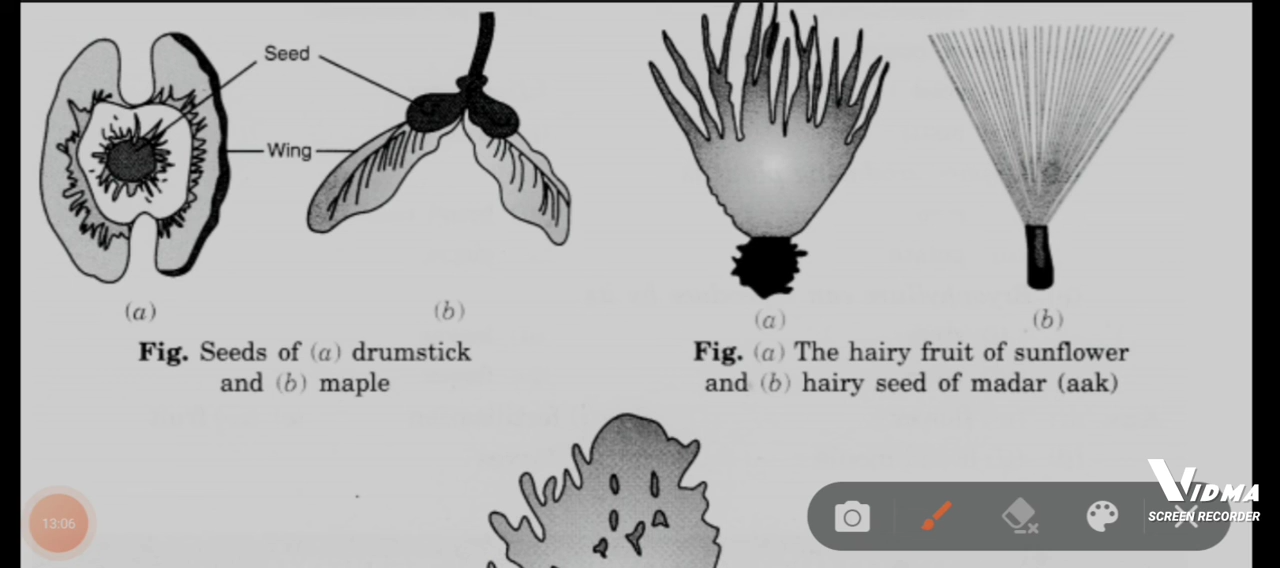 Seed
Wing
(a)
(b)
Fig. Seeds of (a) drumstick
and (b) maple
(a)
(b)
Fig. (a) The hairy fruit of sunflower
and (b) hairy seed of madar (aak)
13:06
VIDMA
SCREEN RECORDER